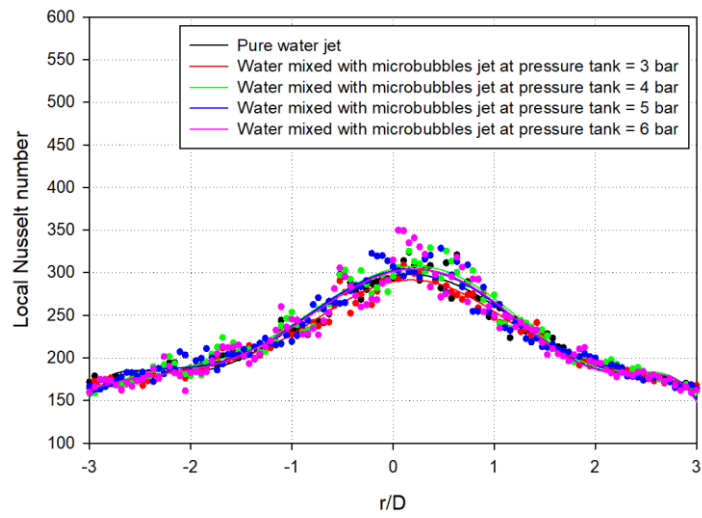 600
550
500
450
400
350
300
250
200
150
100
Local Nusselt number
Pure water jet
Water mixed with microbubbles jet at pressure tank = 3 bar
Water mixed with microbubbles jet at pressure tank = 4 bar
Water mixed with microbubbles jet at pressure tank = 5 bar
Water mixed with microbubbles jet at pressure tank = 6 bar
-3 -2 -1 0 1 2 3
r/D